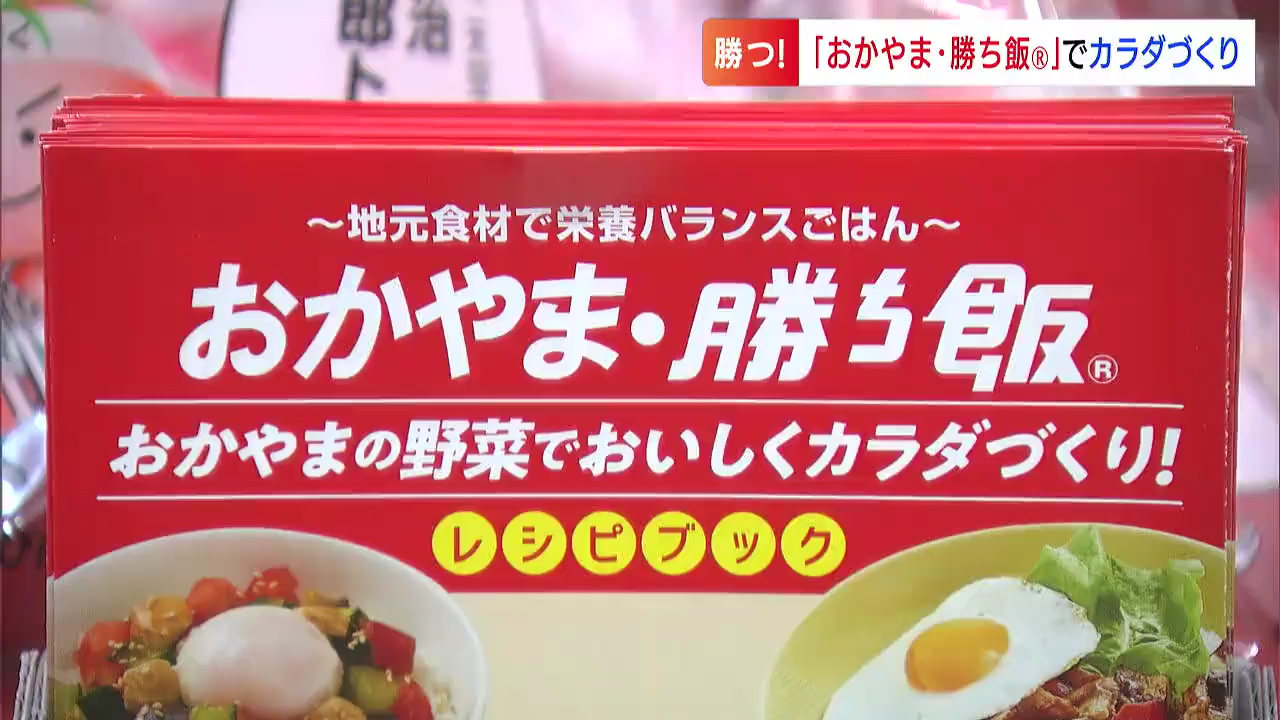 勝つ!「おかやま・勝ち飯®」でカラダづくり
治
郎ト
～地元食材で栄養バランスごはん～
おかやま・勝ち飯®
おかやまの野菜でおいしくカラダづくり!
レシピブック